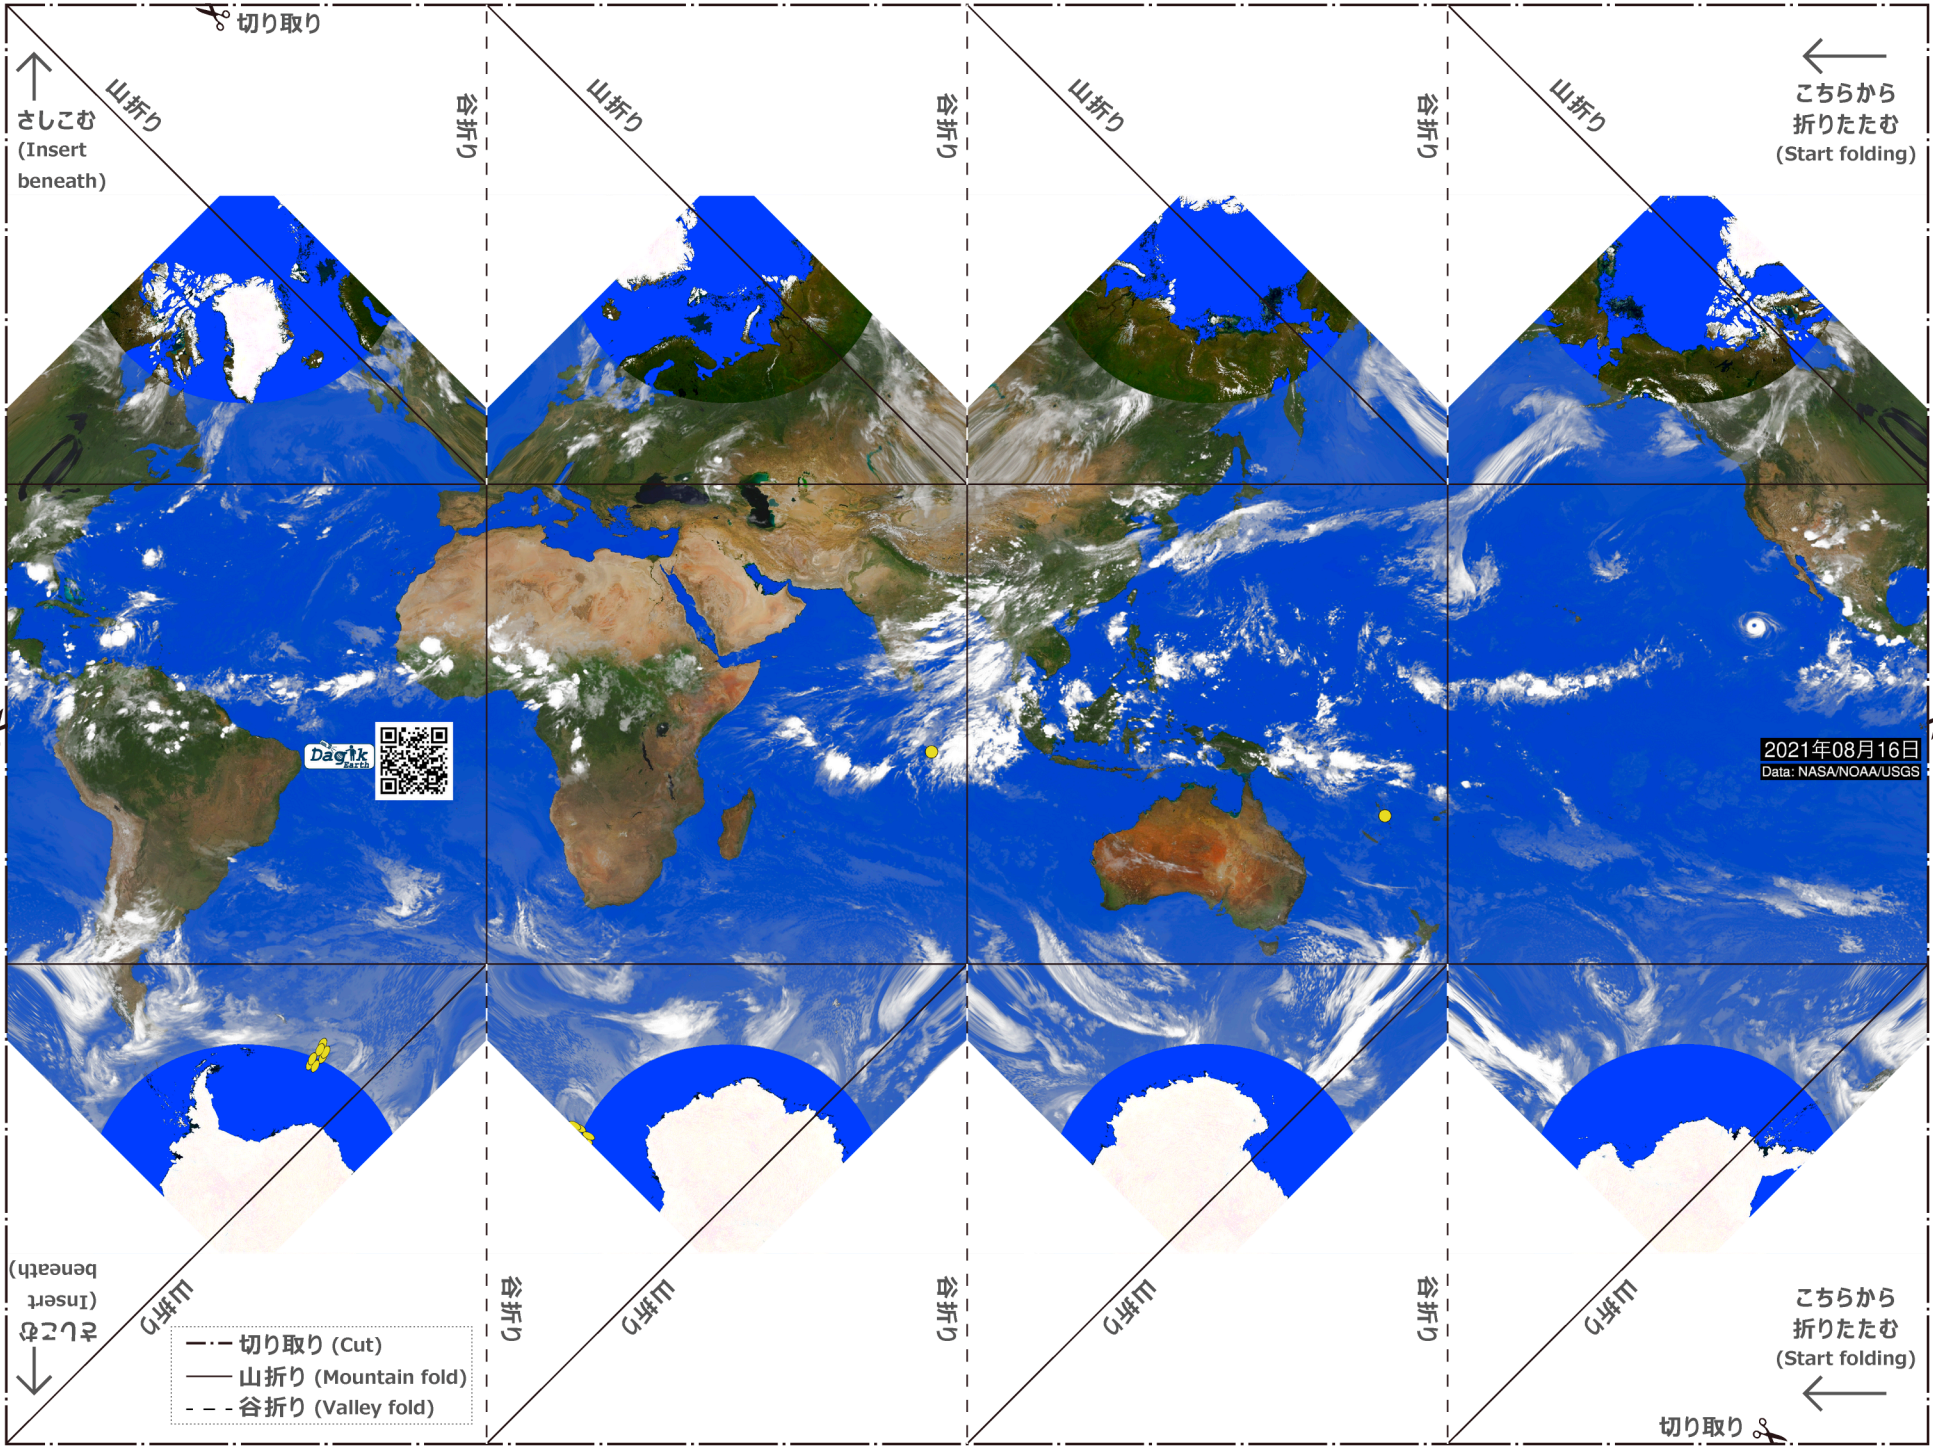 切り取り
さしこむ
(Insert
beneath)
山折り
谷折り
山折り
谷折り
山折り
谷折り
山折り
こちらから
折りたたむ
(Start folding)
Dagik
Earth
2021年08月16日
Data: NASA/NOAA/USGS
さしこむ
(Insert
beneath)
山折り
谷折り
山折り
谷折り
山折り
谷折り
山折り
こちらから
折りたたむ
(Start folding)
切り取り (Cut)
山折り (Mountain fold)
谷折り (Valley fold)
切り取り